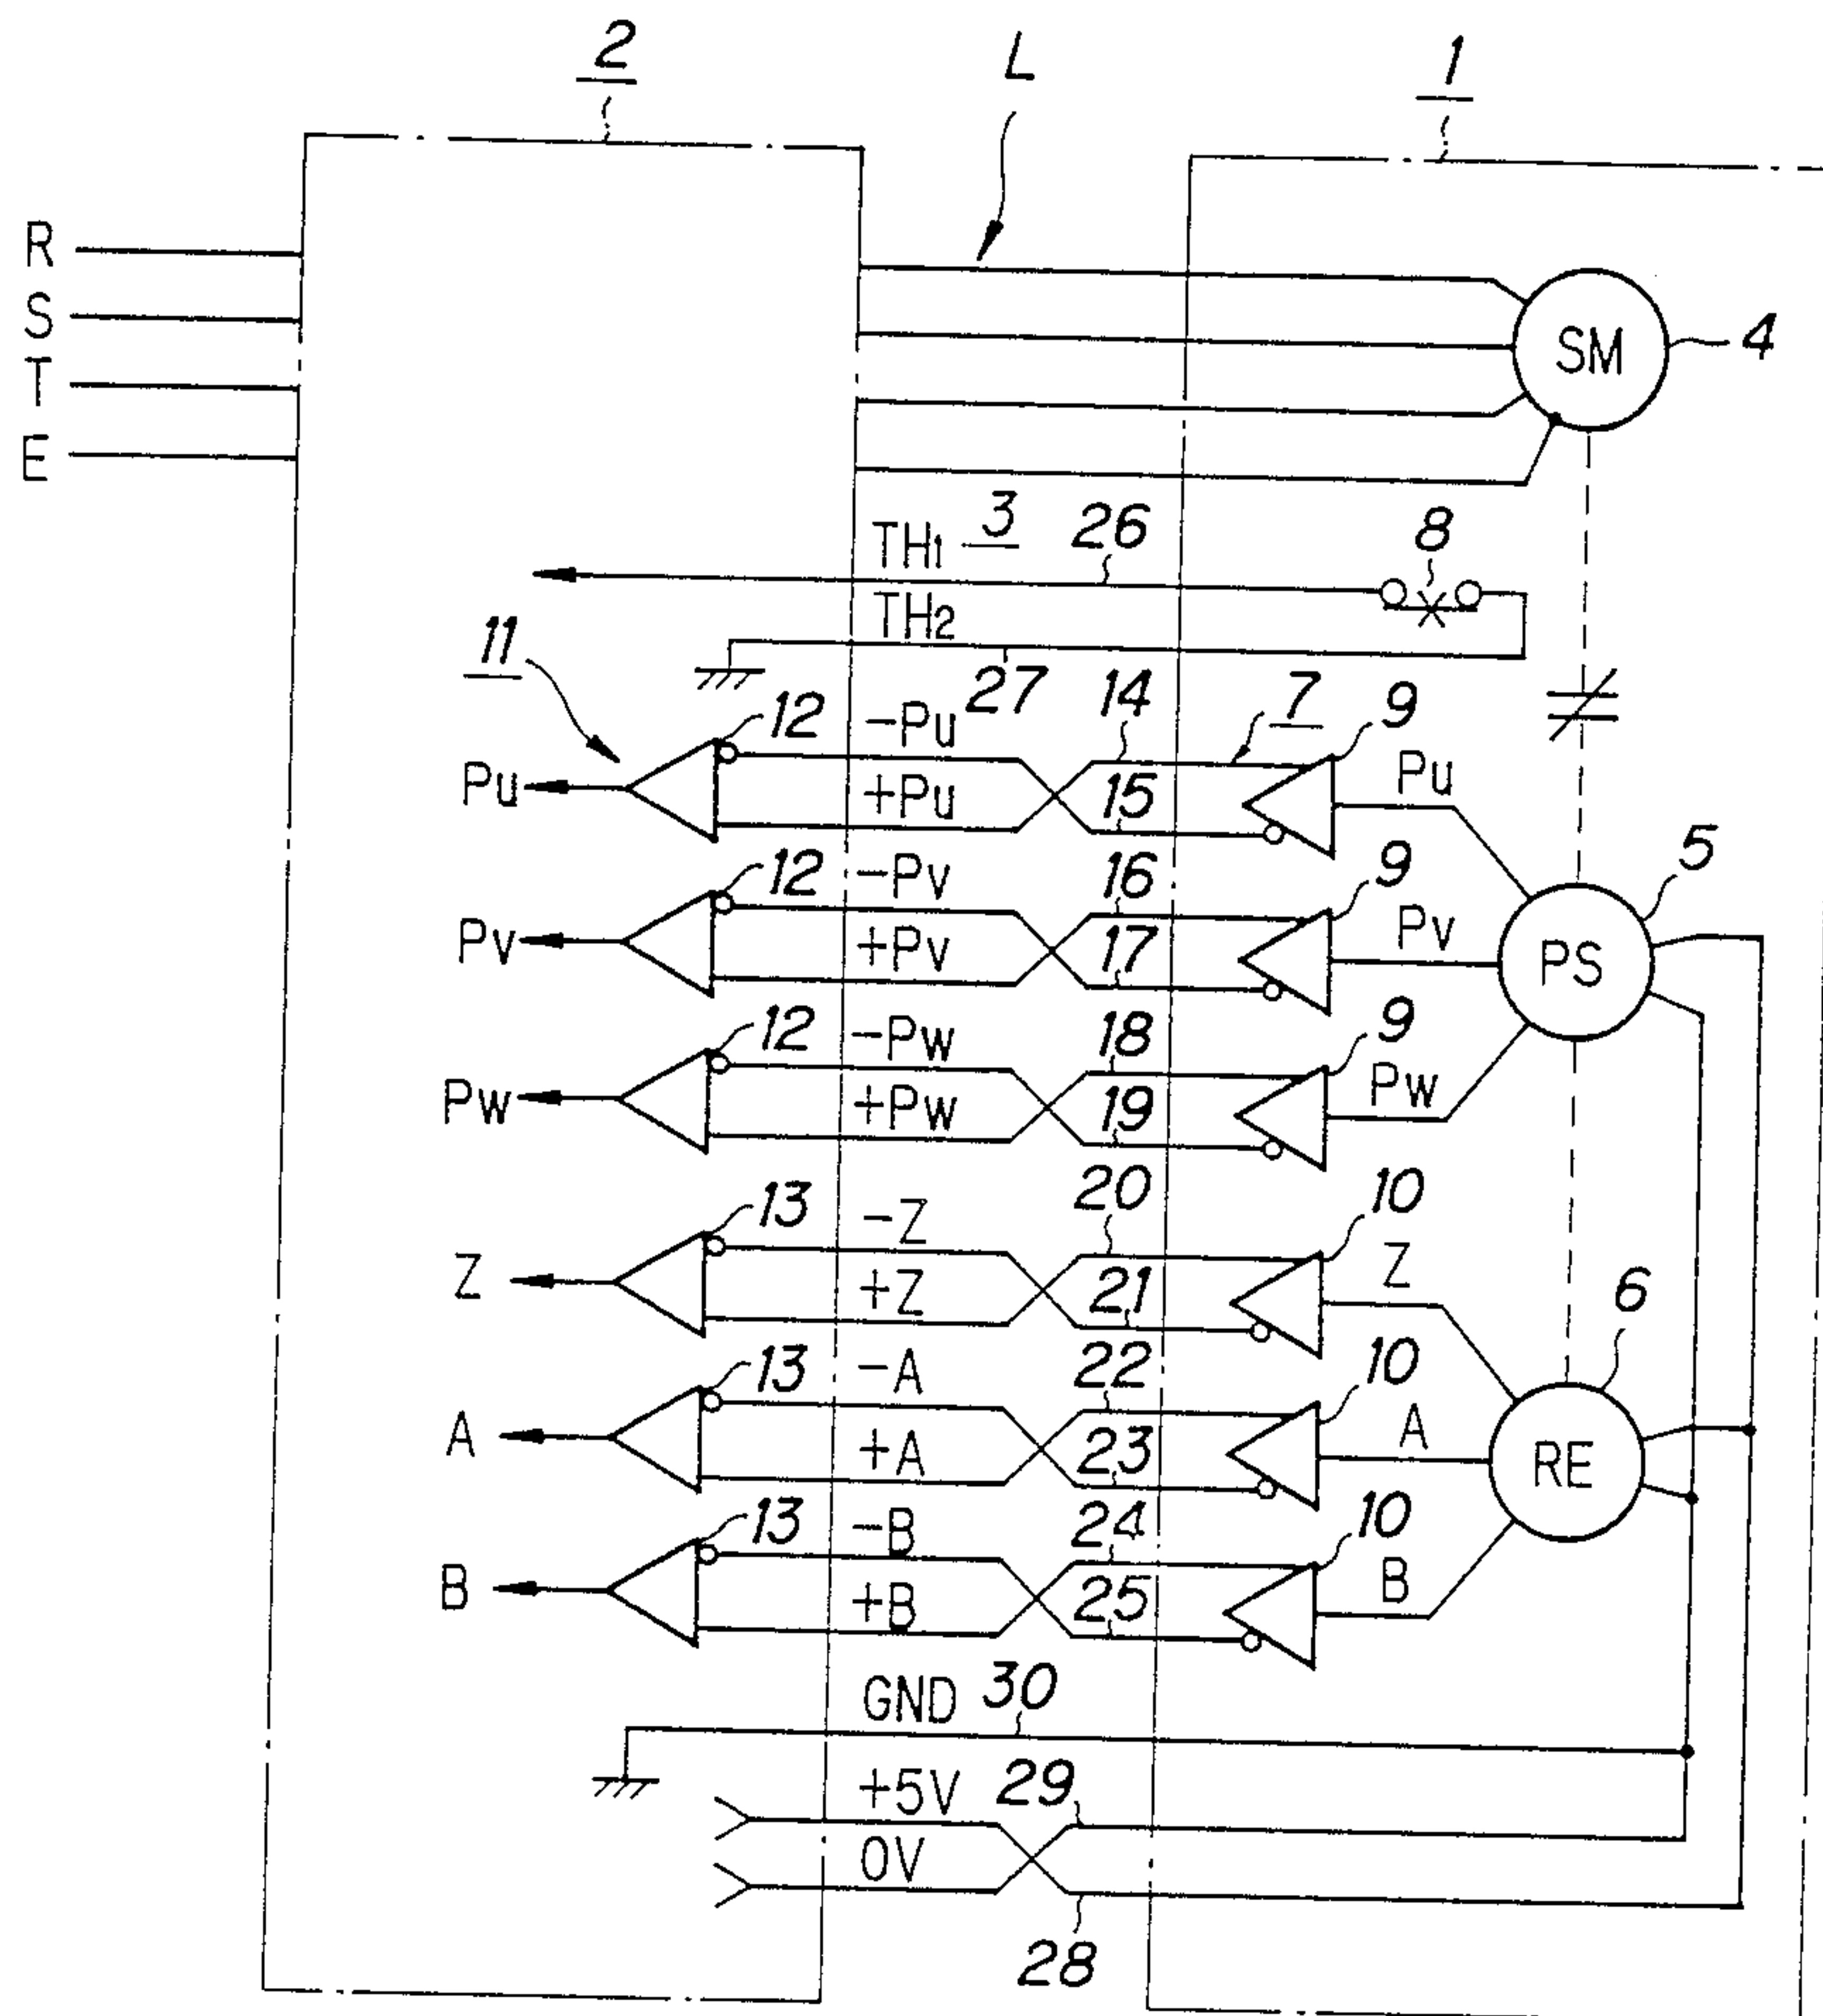 2
L
1
R
S
T
E
SM
4
TH1
3
26
8
TH2
27
11
12
-Pu
14
7
9
Pu
+Pu
15
Pu
5
12
-Pv
16
9
Pv
+Pv
17
Pv
PS
12
-Pw
18
9
Pw
+Pw
19
Pw
13
-Z
20
10
Z
+Z
21
Z
6
13
-A
22
10
A
+A
23
A
RE
13
-B
24
10
B
+B
25
B
GND
30
+5V
29
0V
28